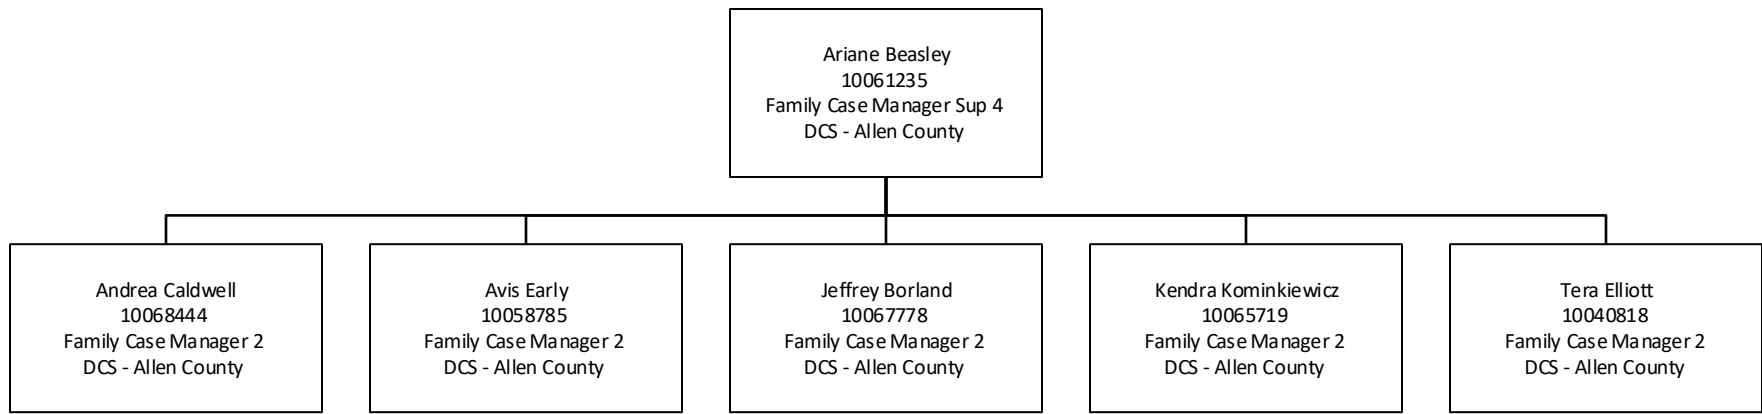 Ariane Beasley
10061235
Family Case Manager Sup 4
DCS - Allen County
Andrea Caldwell
10068444
Family Case Manager 2
DCS - Allen County
Avis Early
10058785
Family Case Manager 2
DCS - Allen County
Jeffrey Borland
10067778
Family Case Manager 2
DCS - Allen County
Kendra Kominkiewicz
10065719
Family Case Manager 2
DCS - Allen County
Tera Elliott
10040818
Family Case Manager 2
DCS - Allen County